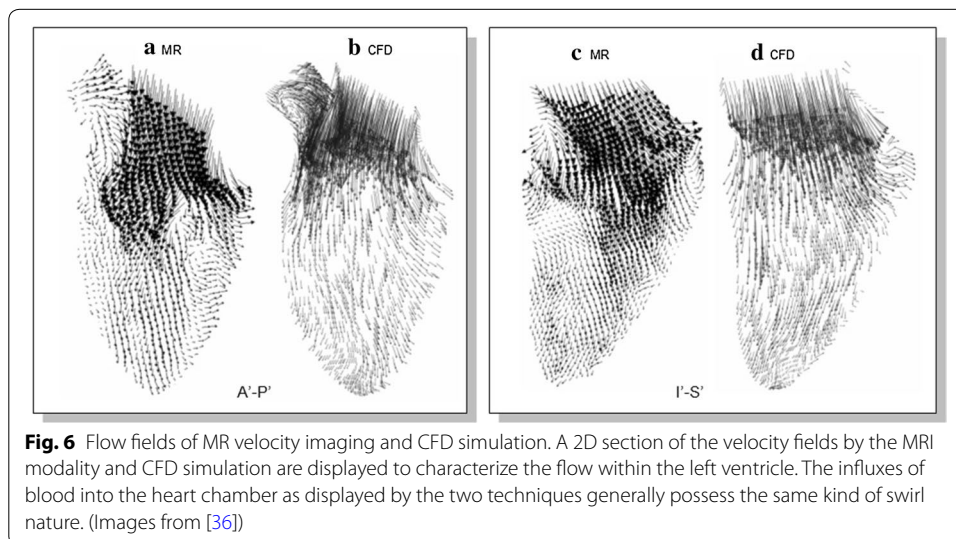 a MR
b CFD
c MR
d CFD
A'-P'
I'-S'
Fig. 6 Flow fields of MR velocity imaging and CFD simulation. A 2D section of the velocity fields by the MRI
modality and CFD simulation are displayed to characterize the flow within the left ventricle. The influxes of
blood into the heart chamber as displayed by the two techniques generally possess the same kind of swirl
nature. (Images from [36])